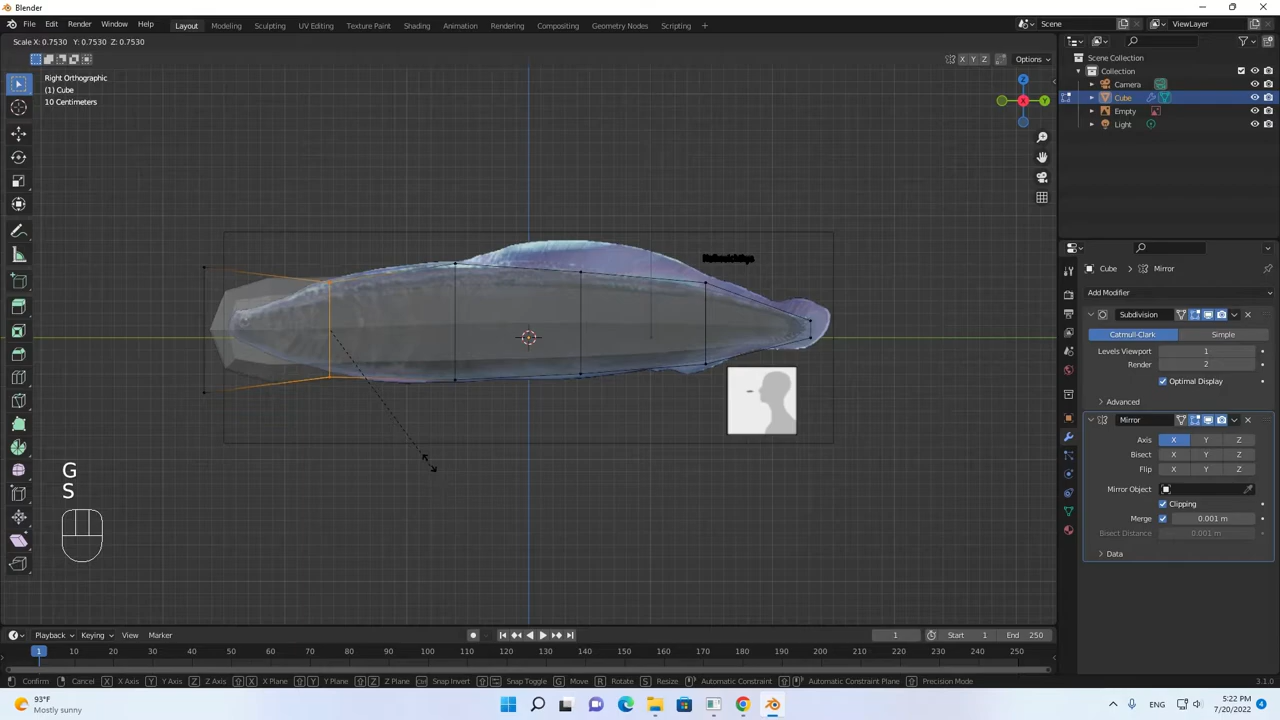 Blender
File Edit Render Window Help Layout Modeling Sculpting UV Editing Texture Paint Shading Animation Rendering Compositing Geometry Nodes Scripting + Scene ViewLayer
Scale X: 0.7530 Y: 0.7530 Z: 0.7530
X Y Z Options
Right Orthographic
(1) Cube
10 Centimeters
Z
X
Y
G
S
Scene Collection
Collection
Camera
Cube
Empty
Light
Cube > Mirror
Add Modifier
Subdivision
Catmull-Clark Simple
Levels Viewport 1
Render 2
Optimal Display
Advanced
Mirror
Axis X Y Z
Bisect X Y Z
Flip X Y Z
Mirror Object
Clipping
Merge 0.001 m
Bisect Distance 0.001 m
Data
Playback Keying View Marker 1 Start 1 End 250
1 10 20 30 40 50 60 70 80 90 100 110 120 130 140 150 160 170 180 190 200 210 220 230 240 250
Confirm Cancel X X Axis Y Y Axis Z Z Axis X X Plane Y Y Plane Z Z Plane Ctrl Snap Invert Snap Toggle G Move R Rotate S Resize Automatic Constraint Automatic Constraint Plane Precision Mode
3.1.0
93°F
Mostly sunny
ENG
5:22 PM
7/20/2022
4